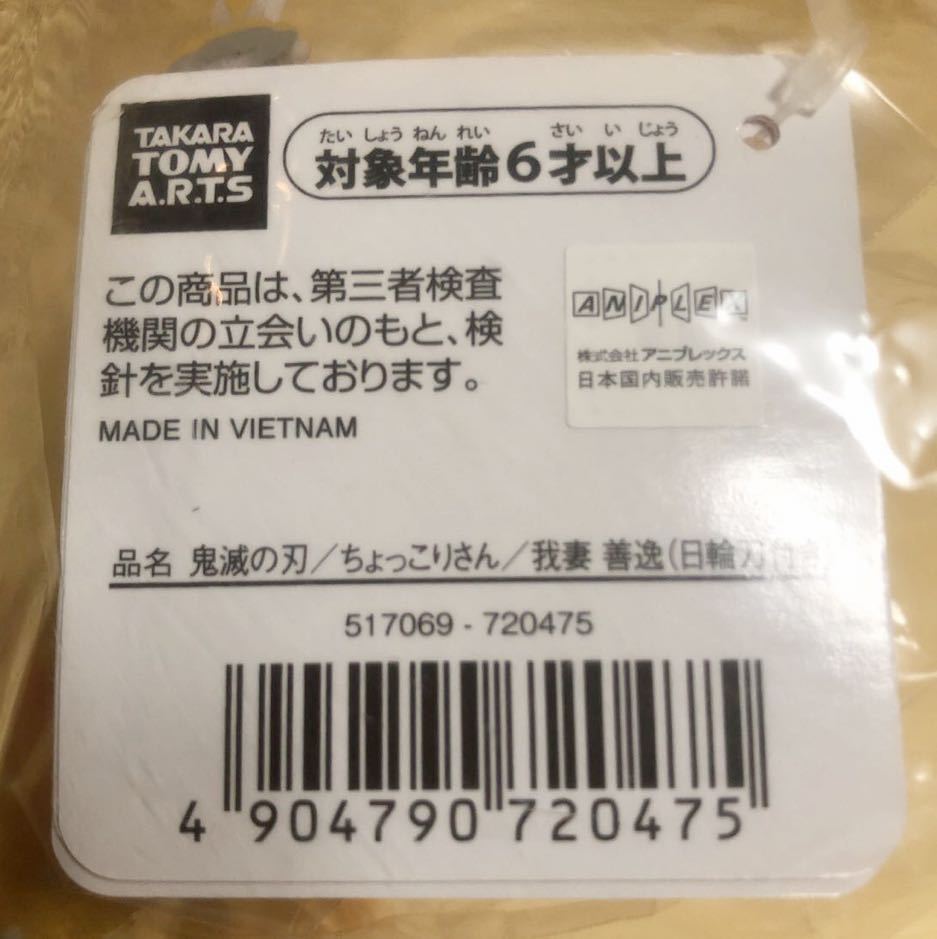 TAKARA
TOMY
A.R.T.S
たいしょうねんれい さいいじょう
対象年齢6才以上
この商品は、第三者検査
機関の立会いのもと、検
針を実施しております。
MADE IN VIETNAM
ANIPLEX
株式会社アニプレックス
日本国内販売許諾
品名 鬼滅の刃/ちょっこりさん/我妻 善逸(日輪刀
517069 - 720475
4 904790 720475